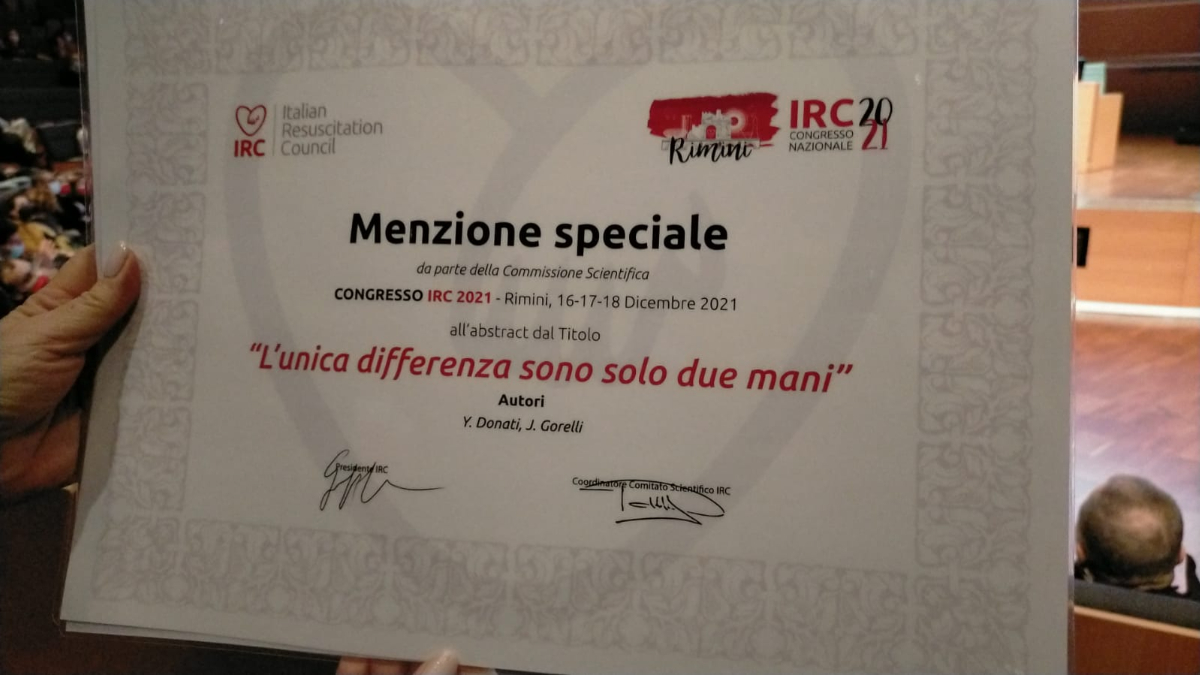 IRC
Italian
Resuscitation
Council
Rimini
IRC 2021
CONGRESSO
NAZIONALE
Menzione speciale
da parte della Commissione Scientifica
CONGRESSO IRC 2021 - Rimini, 16-17-18 Dicembre 2021
all'abstract dal Titolo
“L'unica differenza sono solo due mani”
Autori
Y. Donati, J. Gorelli
Presidente IRC
Coordinatore Comitato Scientifico IRC